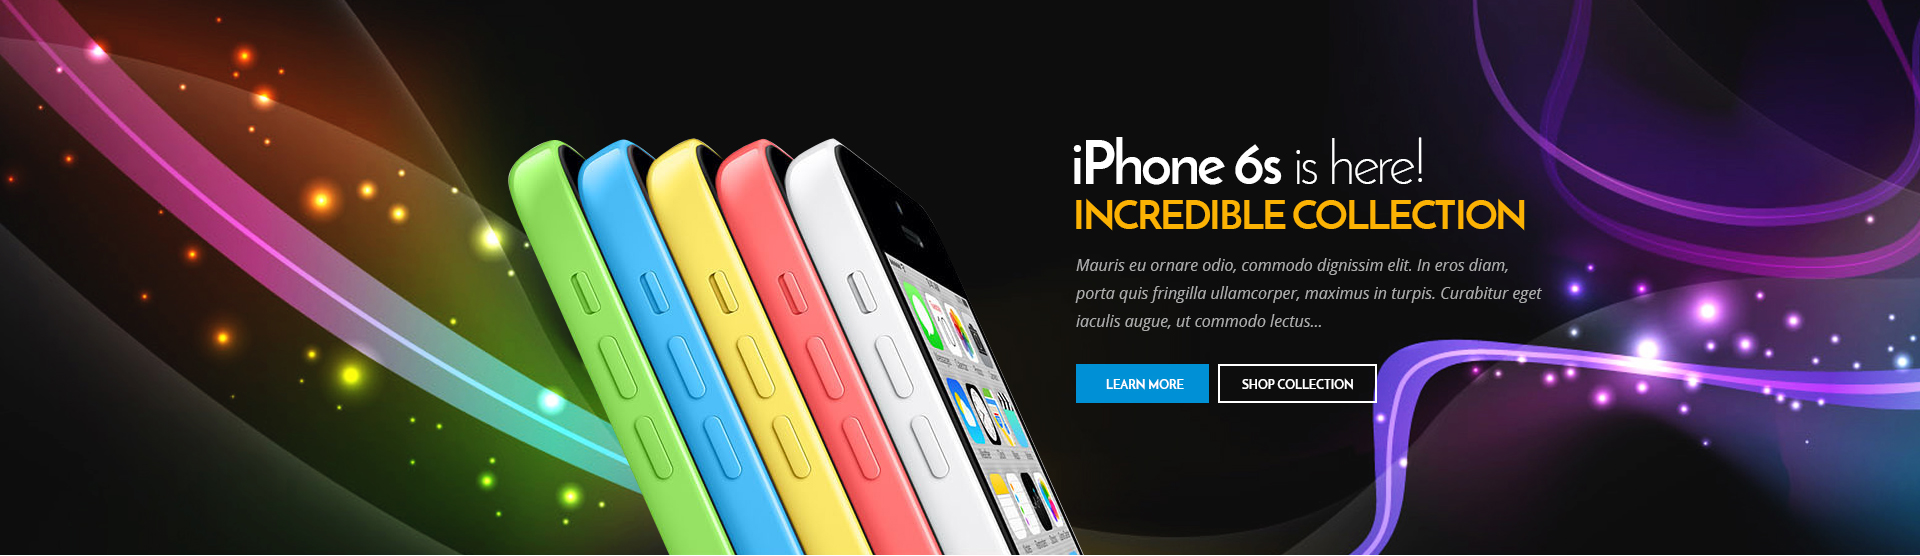 iPhone 6s is here!
INCREDIBLE COLLECTION
Mauris eu ornare odio, commodo dignissim elit. In eros diam,
porta quis fringilla ullamcorper, maximus in turpis. Curabitur eget
iaculis augue, ut commodo lectus...
LEARN MORE
SHOP COLLECTION